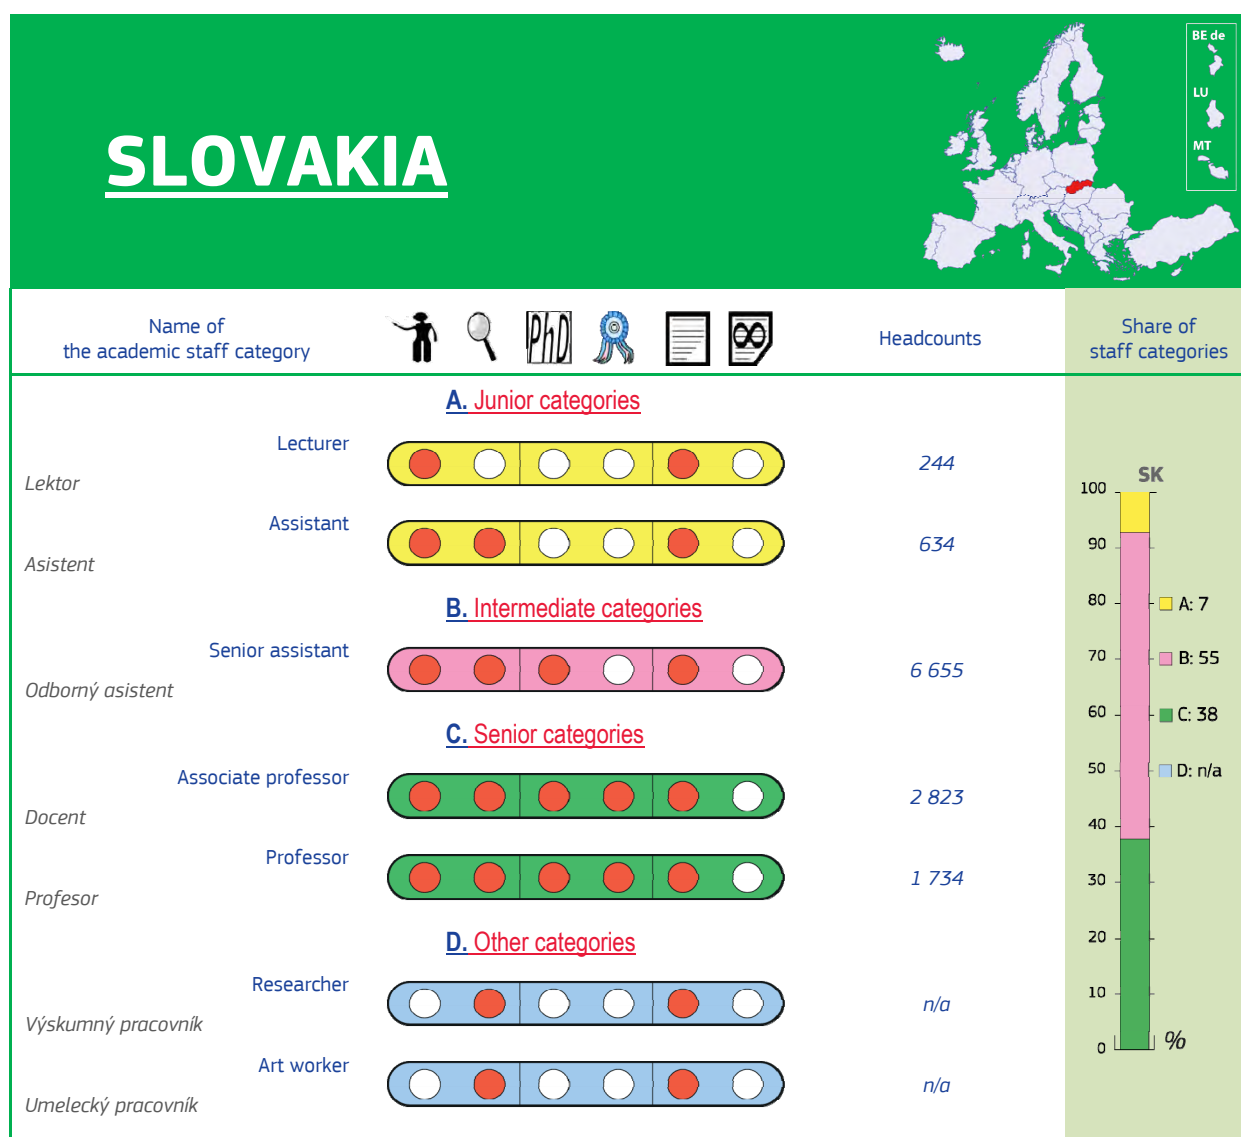 SLOVAKIA
BE de
LU
MT
Name of
the academic staff category
PhD
∞
Headcounts
Share of
staff categories
A. Junior categories
Lecturer
Lektor
244
Assistant
Asistent
634
B. Intermediate categories
Senior assistant
Odborný asistent
6 655
C. Senior categories
Associate professor
Docent
2 823
Professor
Profesor
1 734
D. Other categories
Researcher
Výskumný pracovník
n/a
Art worker
Umelecký pracovník
n/a
SK
100
90
80
70
60
50
40
30
20
10
0
%
A: 7
B: 55
C: 38
D: n/a